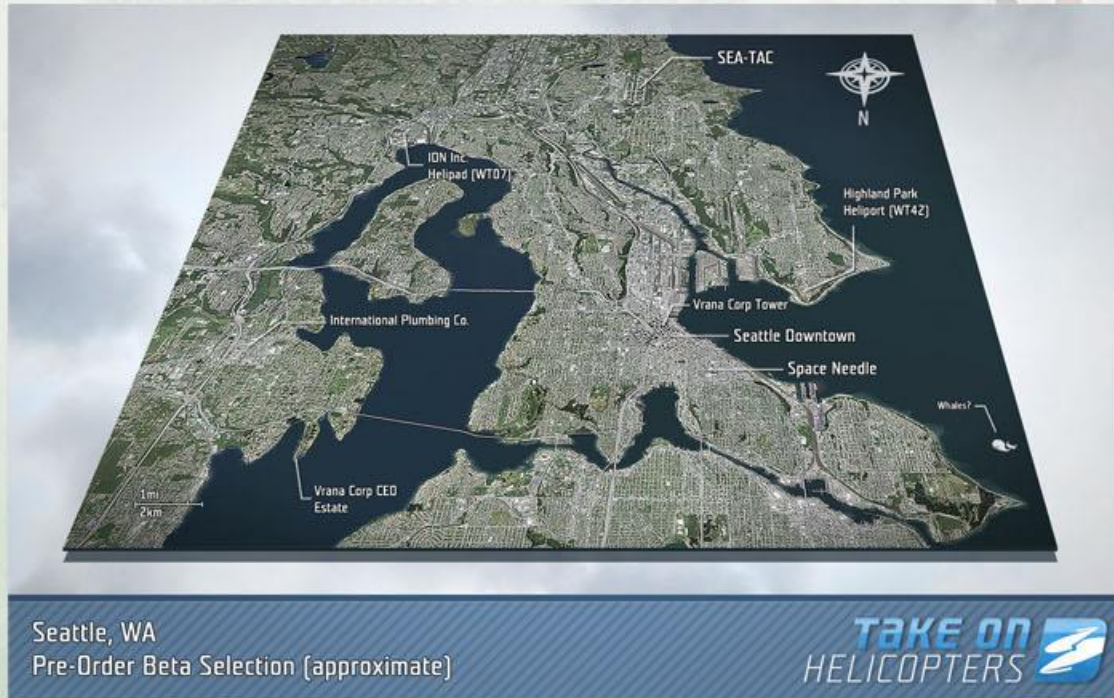 SEA-TAC
N
ION Inc
Helipad (WT07)
Highland Park
Heliport (WT42)
Vrana Corp Tower
International Plumbing Co.
Seattle Downtown
Space Needle
Whales?
Vrana Corp CEO
Estate
1mi
2km
Seattle, WA
Pre-Order Beta Selection (approximate)
TAKE ON
HELICOPTERS